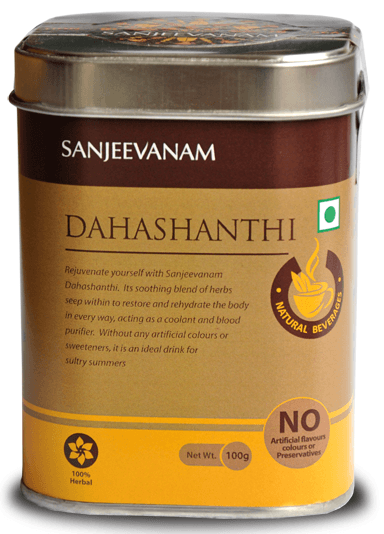 SANJEEVANAM
SANJEEVANAM
DAHASHANTHI
Rejuvenate yourself with Sanjeevanam
Dahashanthi. Its soothing blend of herbs
seep within to restore and rehydrate the body
in every way, acting as a coolant and blood
purifier. Without any artificial colours or
sweeteners, it is an ideal drink for
sultry summers
NATURAL BEVERAGES
100%
Herbal
Net Wt. 100g
NO
Artificial flavours
colours or
Preservatives